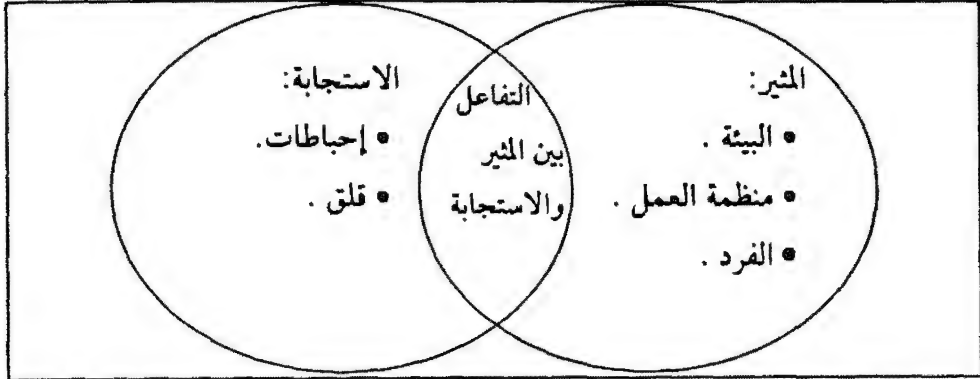 المثير:
• البيئة .
• منظمة العمل .
• الفرد .
التفاعل
بين المثير
والاستجابة
الاستجابة:
• إحباطات.
• قلق .